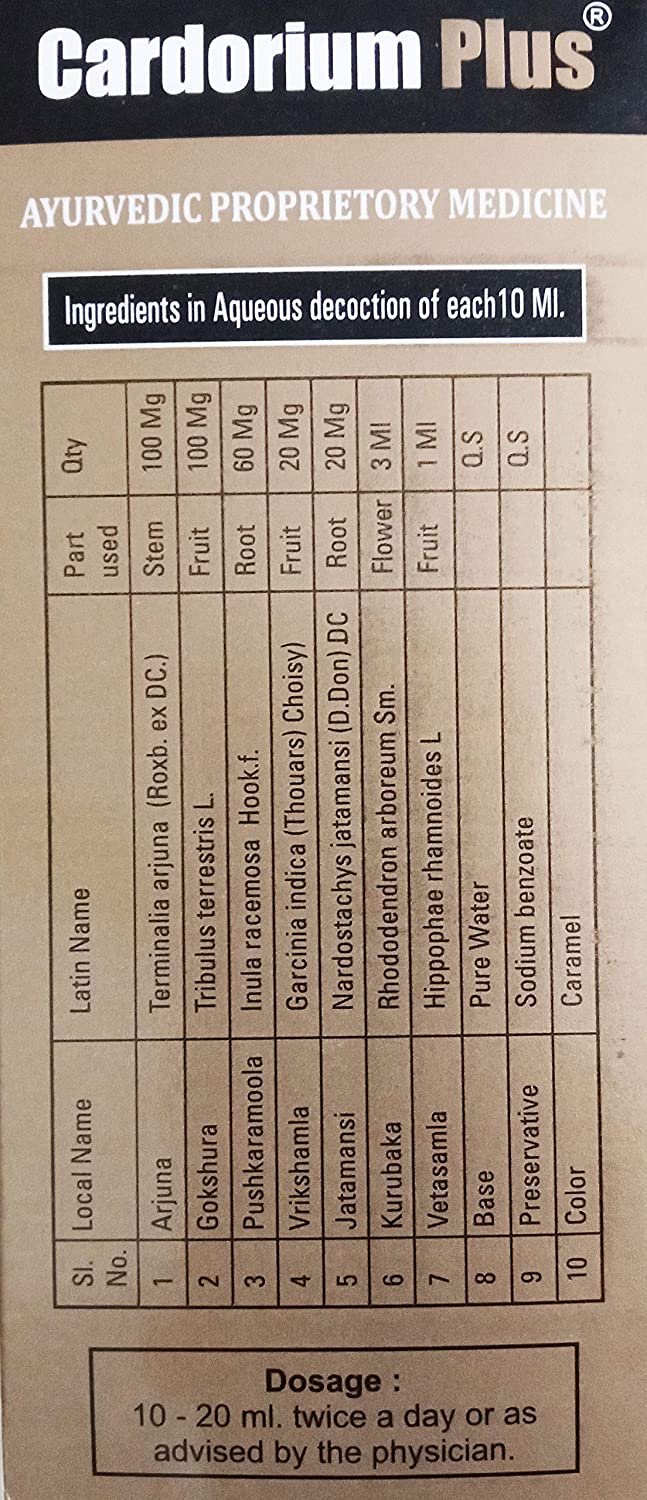 Cardorium Plus®
AYURVEDIC PROPRIETORY MEDICINE
Ingredients in Aqueous decoction of each10 Ml.
Sl. No. Local Name Latin Name Part used Qty
1 Arjuna Terminalia arjuna (Roxb. ex DC.) Stem 100 Mg
2 Gokshura Tribulus terrestris L. Fruit 100 Mg
3 Pushkaramoola Inula racemosa Hook.f. Root 60 Mg
4 Vrikshamla Garcinia indica (Thouars) Choisy) Fruit 20 Mg
5 Jatamansi Nardostachys jatamansi (D.Don) DC Root 20 Mg
6 Kurubaka Rhododendron arboreum Sm. Flower 3 Ml
7 Vetasamla Hippophae rhamnoides L Fruit 1 Ml
8 Base Pure Water Q.S
9 Preservative Sodium benzoate Q.S
10 Color Caramel
Dosage :
10 - 20 ml. twice a day or as
advised by the physician.